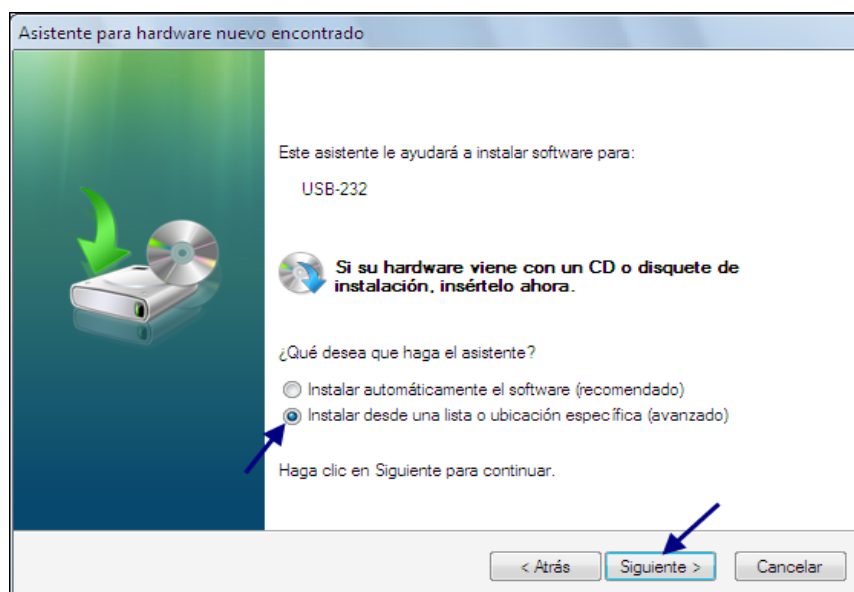 Asistente para hardware nuevo encontrado
Este asistente le ayudará a instalar software para:
USB-232
Si su hardware viene con un CD o disquete de
instalación, insértelo ahora.
¿Qué desea que haga el asistente?
Instalar automáticamente el software (recomendado)
Instalar desde una lista o ubicación específica (avanzado)
Haga clic en Siguiente para continuar.
< Atrás Siguiente > Cancelar